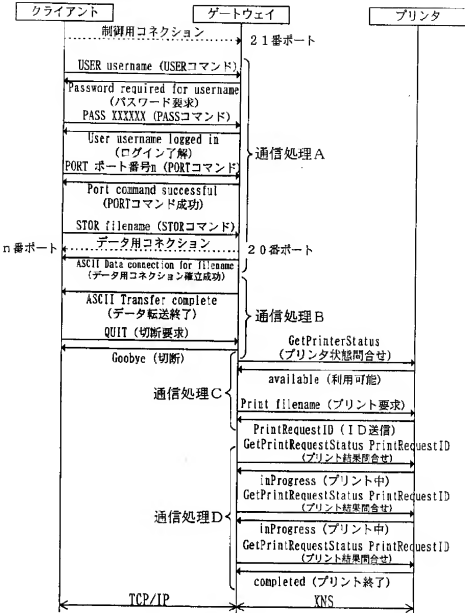 クライアント
ゲートウェイ
プリンタ
制御用コネクション
21番ポート
USER username (USERコマンド)
Password required for username
(パスワード要求)
PASS XXXXXX (PASSコマンド)
User username logged in
(ログイン了解)
通信処理A
PORT ポート番号n (PORTコマンド)
Port command successful
(PORTコマンド成功)
STOR filename (STORコマンド)
n番ポート
データ用コネクション
20番ポート
ASCII Data connection for filename
(データ用コネクション確立成功)
ASCII Transfer complete
(データ転送終了)
通信処理B
QUIT (切断要求)
GetPrinterStatus
(プリンタ状態問合せ)
Goobye (切断)
available (利用可能)
通信処理C
Print filename (プリント要求)
PrintRequestID (ID送信)
GetPrintRequestStatus PrintRequestID
(プリント結果問合せ)
inProgress (プリント中)
GetPrintRequestStatus PrintRequestID
(プリント結果問合せ)
通信処理D
inProgress (プリント中)
GetPrintRequestStatus PrintRequestID
(プリント結果問合せ)
completed (プリント終了)
TCP/IP
XNS